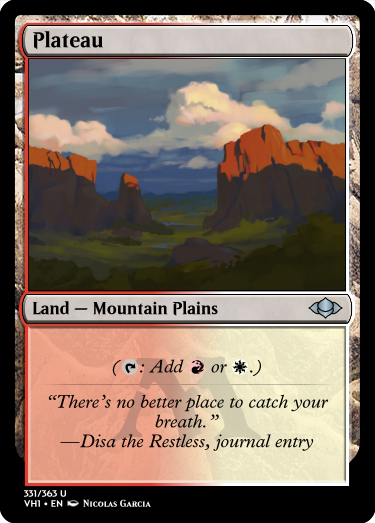 Plateau
Land — Mountain Plains
( : Add or .)
“There’s no better place to catch your
breath.”
—Disa the Restless, journal entry
331/363 U
VH1 • EN Nicolas Garcia